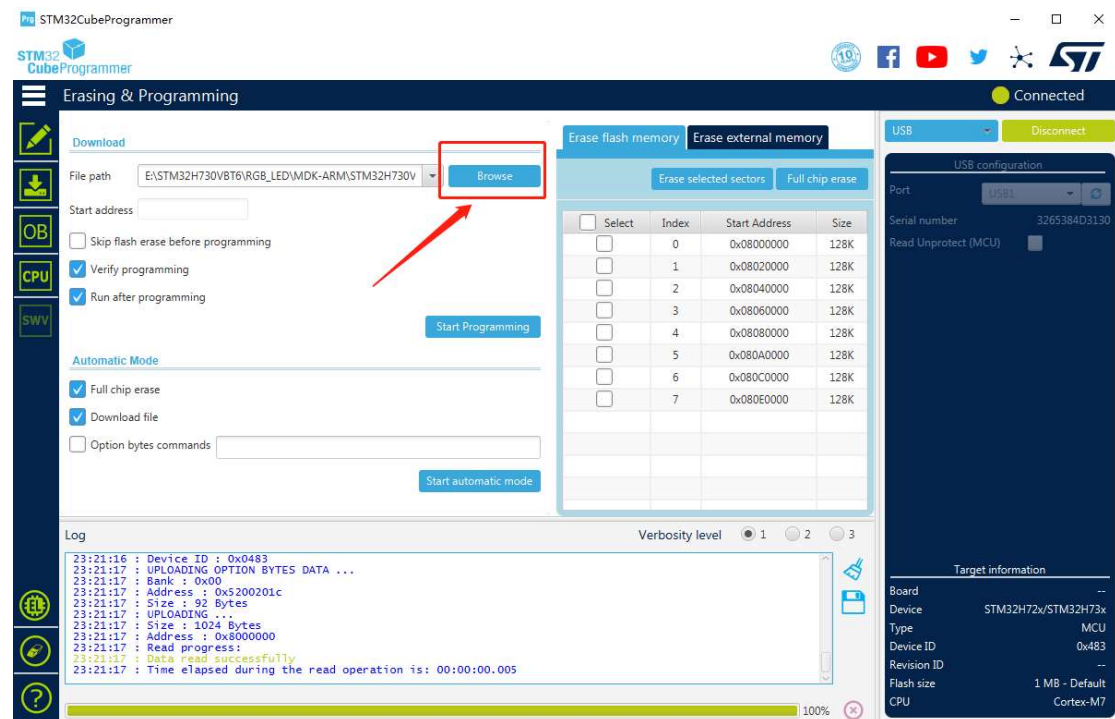 Prg STM32CubeProgrammer
STM32
CubeProgrammer
10
Erasing & Programming
Connected
Download
File path E:\STM32H730VBT6\RGB_LED\MDK-ARM\STM32H730V Browse
Start address
Skip flash erase before programming
Verify programming
Run after programming
Start Programming
Automatic Mode
Full chip erase
Download file
Option bytes commands
Start automatic mode
OB
CPU
SWV
Erase flash memory Erase external memory
Erase selected sectors Full chip erase
Select Index Start Address Size
0 0x08000000 128K
1 0x08020000 128K
2 0x08040000 128K
3 0x08060000 128K
4 0x08080000 128K
5 0x080A0000 128K
6 0x080C0000 128K
7 0x080E0000 128K
USB Disconnect
USB configuration
Port USB1
Serial number 3265384D3130
Read Unprotect (MCU)
Log Verbosity level 1 2 3
23:21:16 : Device ID : 0x0483
23:21:17 : UPLOADING OPTION BYTES DATA ...
23:21:17 : Bank : 0x00
23:21:17 : Address : 0x5200201c
23:21:17 : Size : 92 Bytes
23:21:17 : UPLOADING ...
23:21:17 : Size : 1024 Bytes
23:21:17 : Address : 0x8000000
23:21:17 : Read progress:
23:21:17 : Data read successfully
23:21:17 : Time elapsed during the read operation is: 00:00:00.005
100%
Target information
Board --
Device STM32H72x/STM32H73x
Type MCU
Device ID 0x483
Revision ID --
Flash size 1 MB - Default
CPU Cortex-M7